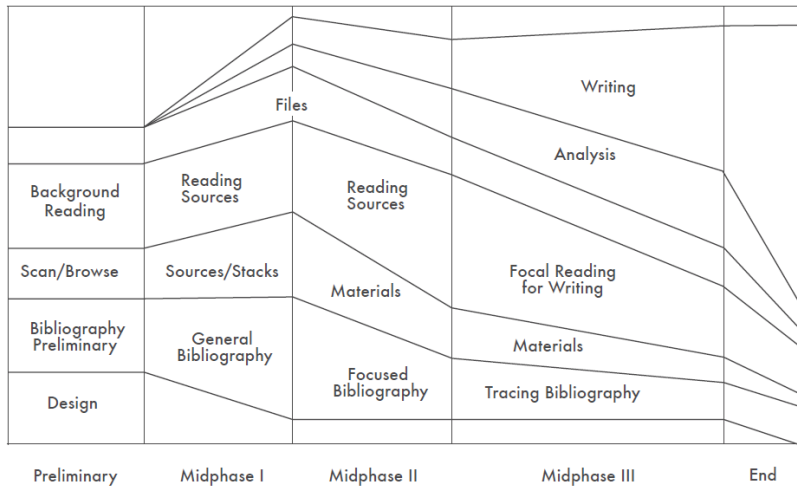 Writing
Files
Analysis
Background
Reading
Reading
Sources
Reading
Sources
Scan/Browse
Sources/Stacks
Materials
Focal Reading
for Writing
Bibliography
Preliminary
General
Bibliography
Materials
Design
Focused
Bibliography
Tracing Bibliography
Preliminary
Midphase I
Midphase II
Midphase III
End